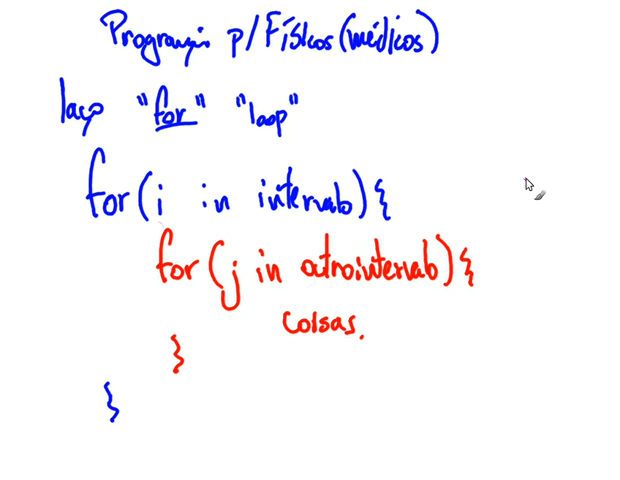 Programação p/ Físicos (médicos)
laço "for" "loop"
for (i in intervalo) {
for (j in outrointervalo) {
coisas.
}
}